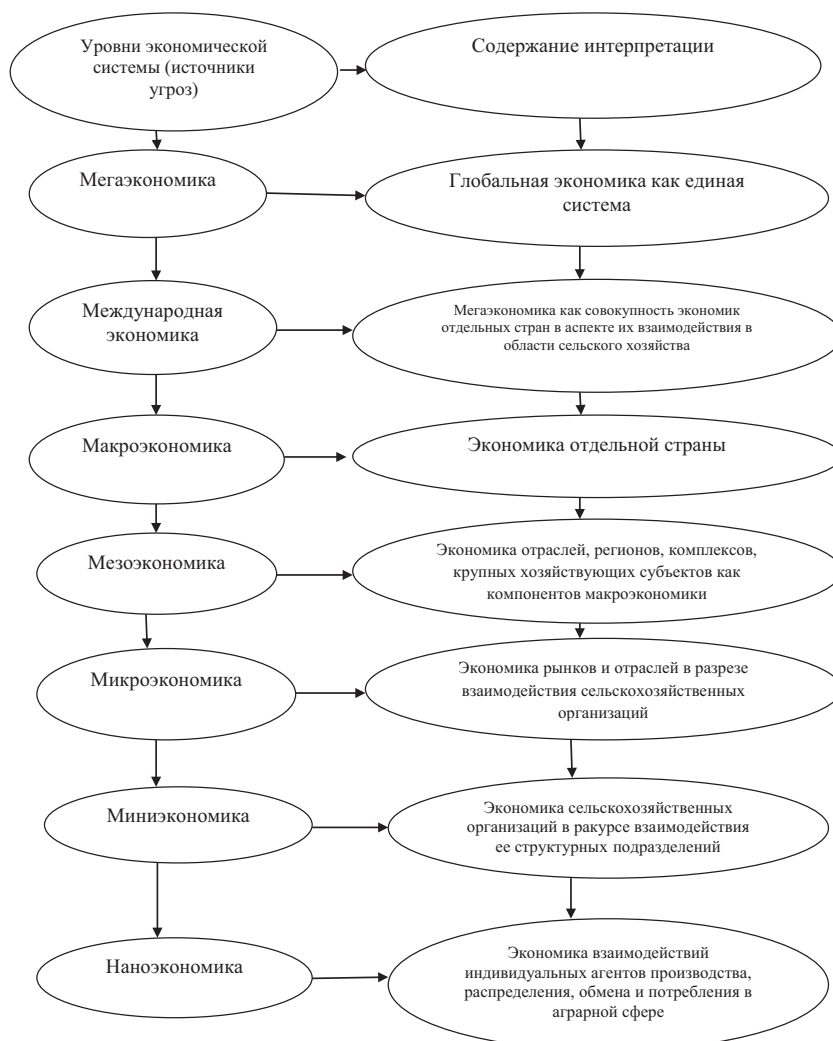 Уровни экономической
системы (источники
угроз)
Содержание интерпретации
Мегаэкономика
Глобальная экономика как единая
система
Международная
экономика
Мегаэкономика как совокупность экономик
отдельных стран в аспекте их взаимодействия в
области сельского хозяйства
Макроэкономика
Экономика отдельной страны
Мезоэкономика
Экономика отраслей, регионов, комплексов,
крупных хозяйствующих субъектов как
компонентов макроэкономики
Микроэкономика
Экономика рынков и отраслей в разрезе
взаимодействия сельскохозяйственных
организаций
Миниэкономика
Экономика сельскохозяйственных
организаций в ракурсе взаимодействия
ее структурных подразделений
Наноэкономика
Экономика взаимодействий
индивидуальных агентов производства,
распределения, обмена и потребления в
аграрной сфере